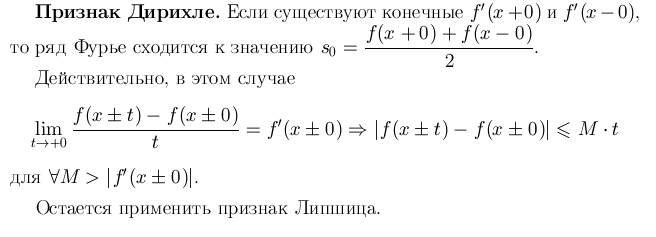 Признак Дирихле. Если существуют конечные f′(x+0) и f′(x−0),
то ряд Фурье сходится к значению s₀ = (f(x+0) + f(x−0))/2.
Действительно, в этом случае
lim_{t→+0} (f(x±t) − f(x±0))/t = f′(x±0) ⇒ |f(x±t) − f(x±0)| ⩽ M · t
для ∀M > |f′(x±0)|.
Остается применить признак Липшица.